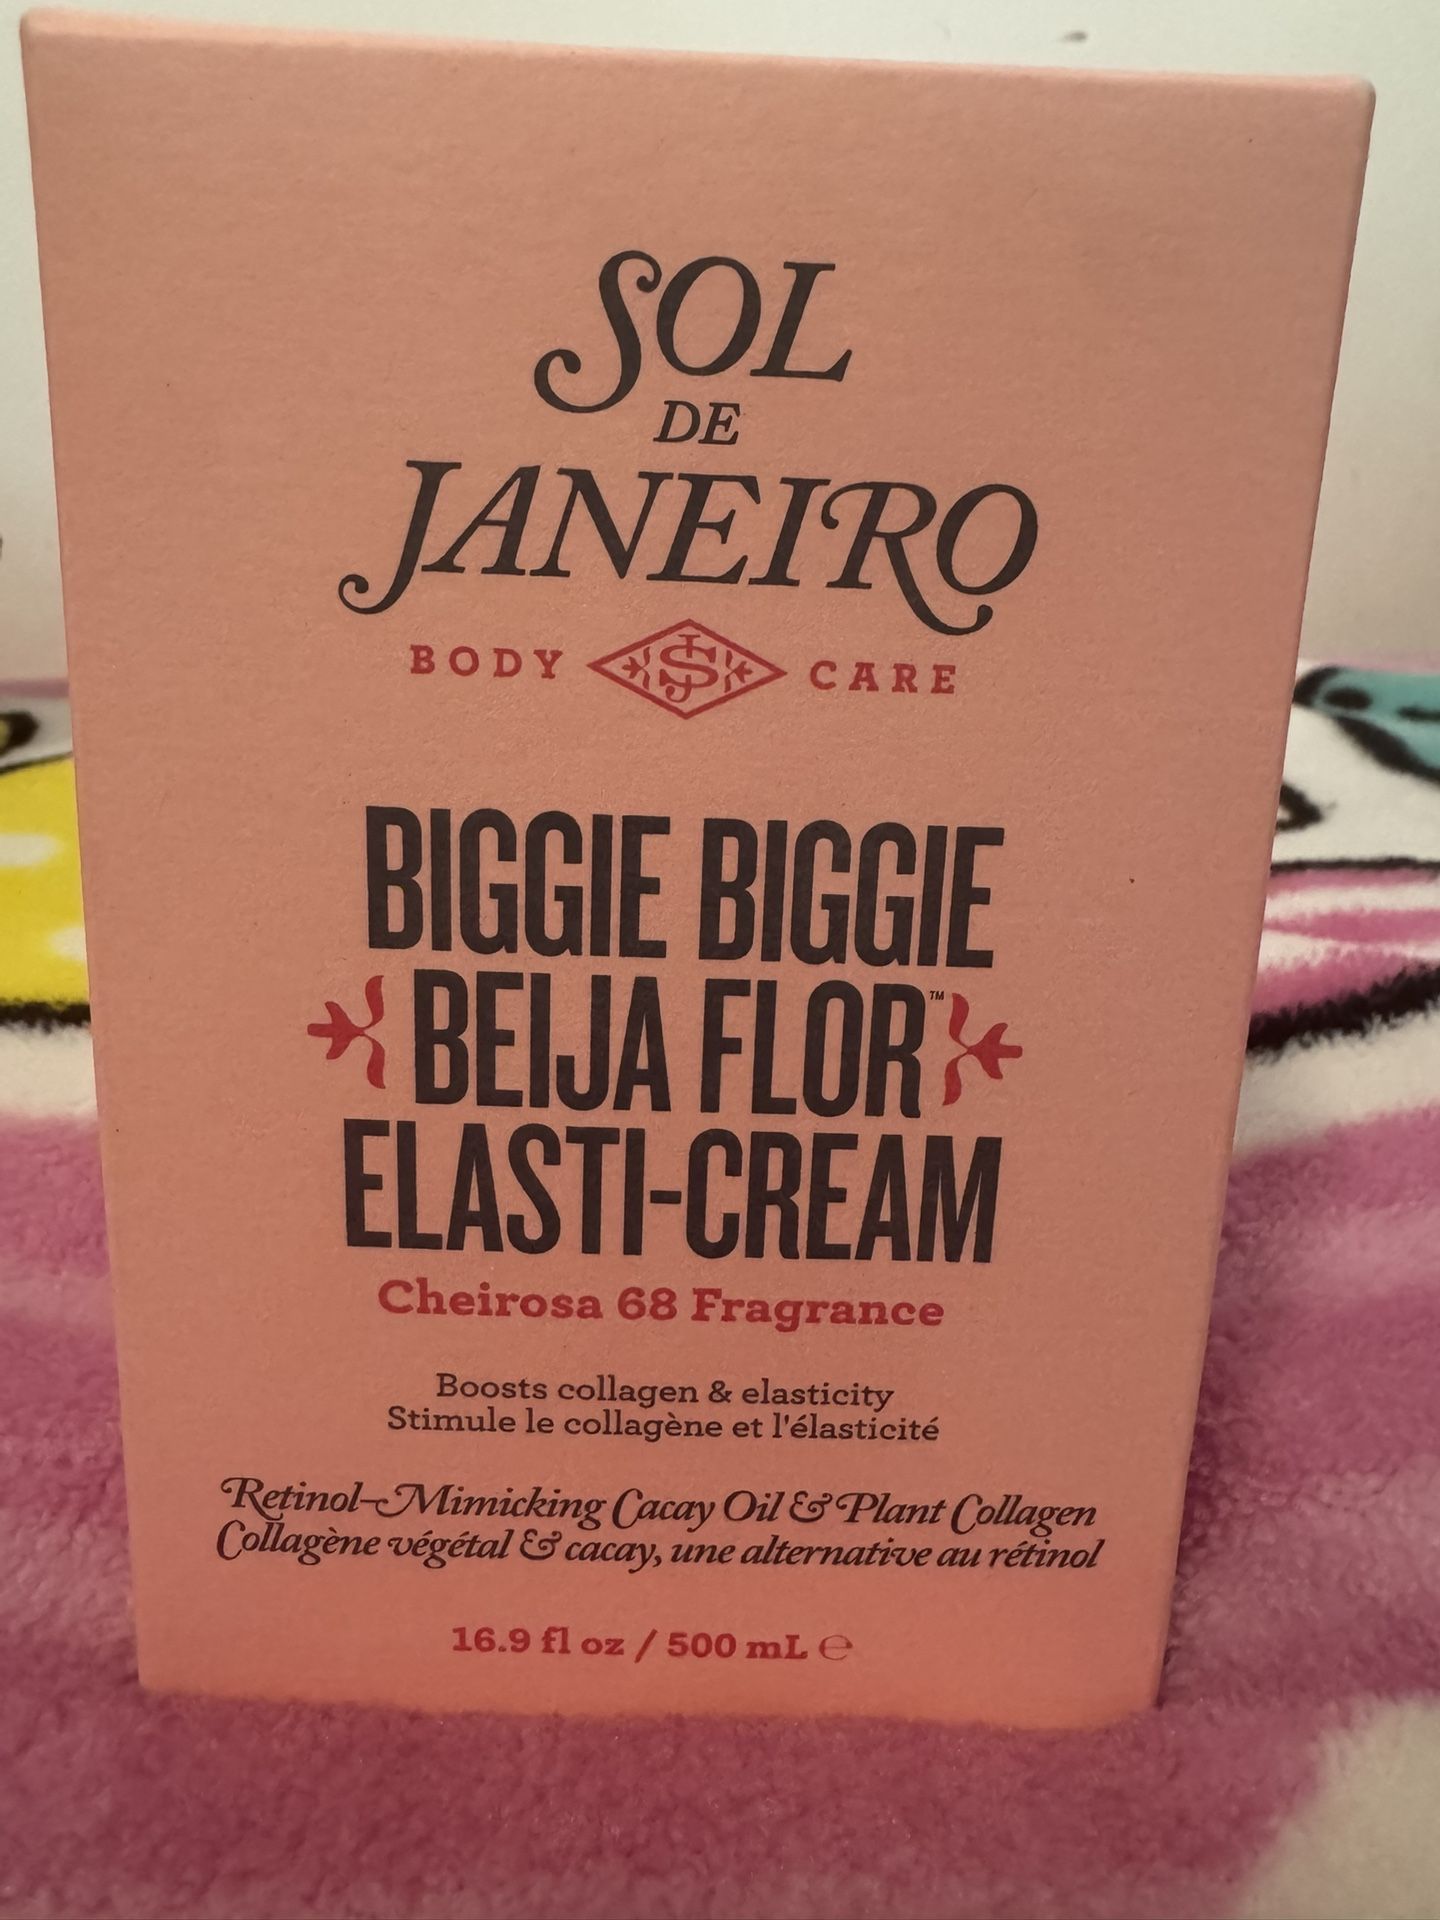 SOL
DE
JANEIRO
BODY SJ CARE
BIGGIE BIGGIE
BEIJA FLOR™
ELASTI-CREAM
Cheirosa 68 Fragrance
Boosts collagen & elasticity
Stimule le collagène et l'élasticité
Retinol-Mimicking Cacay Oil & Plant Collagen
Collagène végétal & cacay, une alternative au rétinol
16.9 fl oz / 500 mL ℮